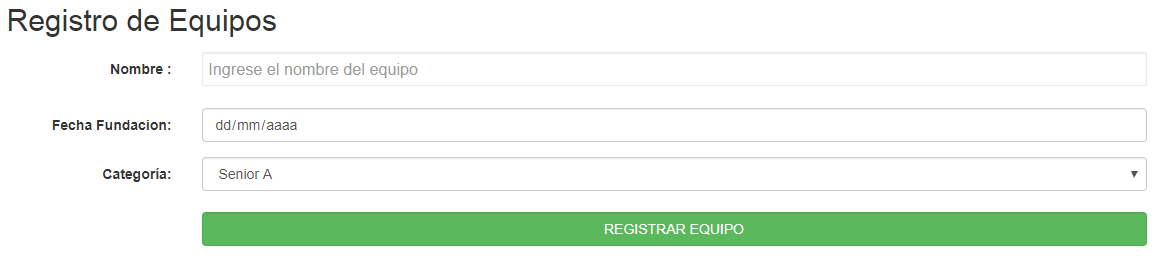 Registro de Equipos
Nombre : Ingrese el nombre del equipo
Fecha Fundacion: dd/mm/aaaa
Categoría: Senior A
REGISTRAR EQUIPO